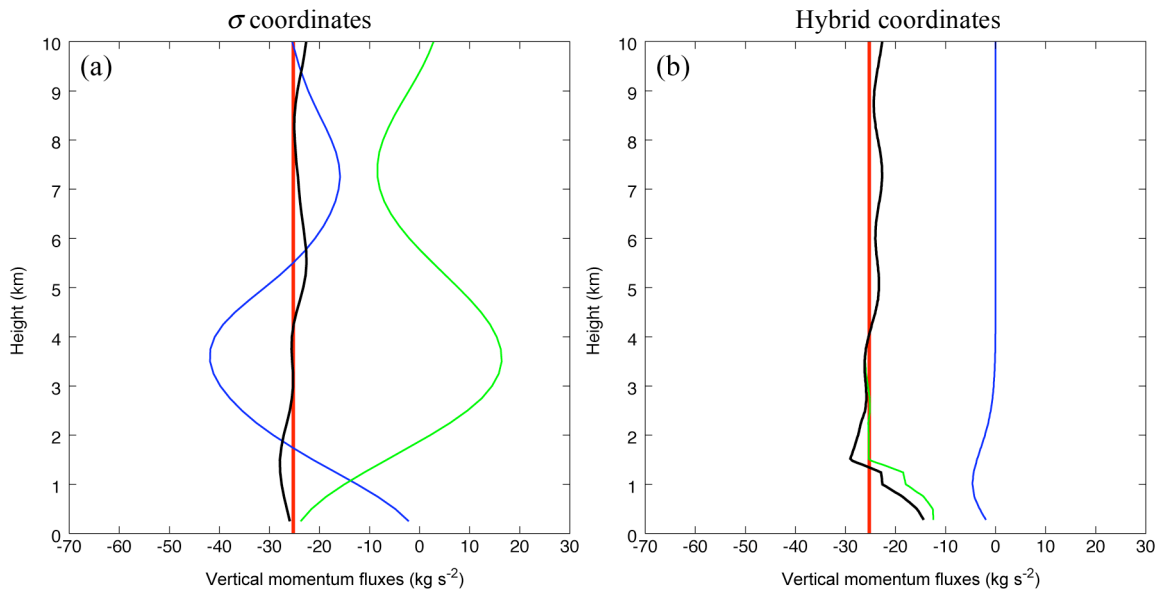 σ coordinates
Hybrid coordinates
(a)
10
9
8
7
6
5
4
3
2
1
0
Height (km)
-70 -60 -50 -40 -30 -20 -10 0 10 20 30
Vertical momentum fluxes (kg s-2)
(b)
10
9
8
7
6
5
4
3
2
1
0
Height (km)
-70 -60 -50 -40 -30 -20 -10 0 10 20 30
Vertical momentum fluxes (kg s-2)